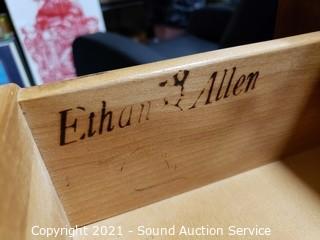 Ethan Allen
Copyright 2021 - Sound Auction Service